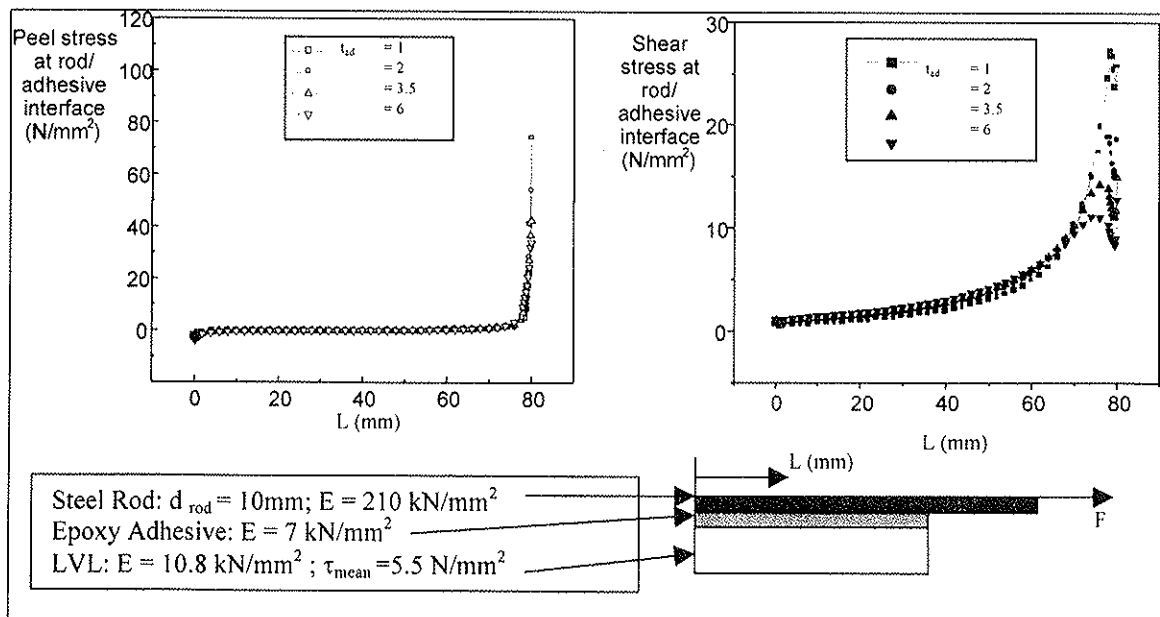 Peel stress
at rod/
adhesive
interface
(N/mm²)
120
100
80
60
40
20
0
t_ad = 1
= 2
= 3.5
= 6
0
20
40
60
80
L (mm)
Shear
stress at
rod/
adhesive
interface
(N/mm²)
30
20
10
0
t_ad = 1
= 2
= 3.5
= 6
0
20
40
60
80
L (mm)
Steel Rod: d rod = 10mm; E = 210 kN/mm²
Epoxy Adhesive: E = 7 kN/mm²
LVL: E = 10.8 kN/mm² ; τmean =5.5 N/mm²
L (mm)
F